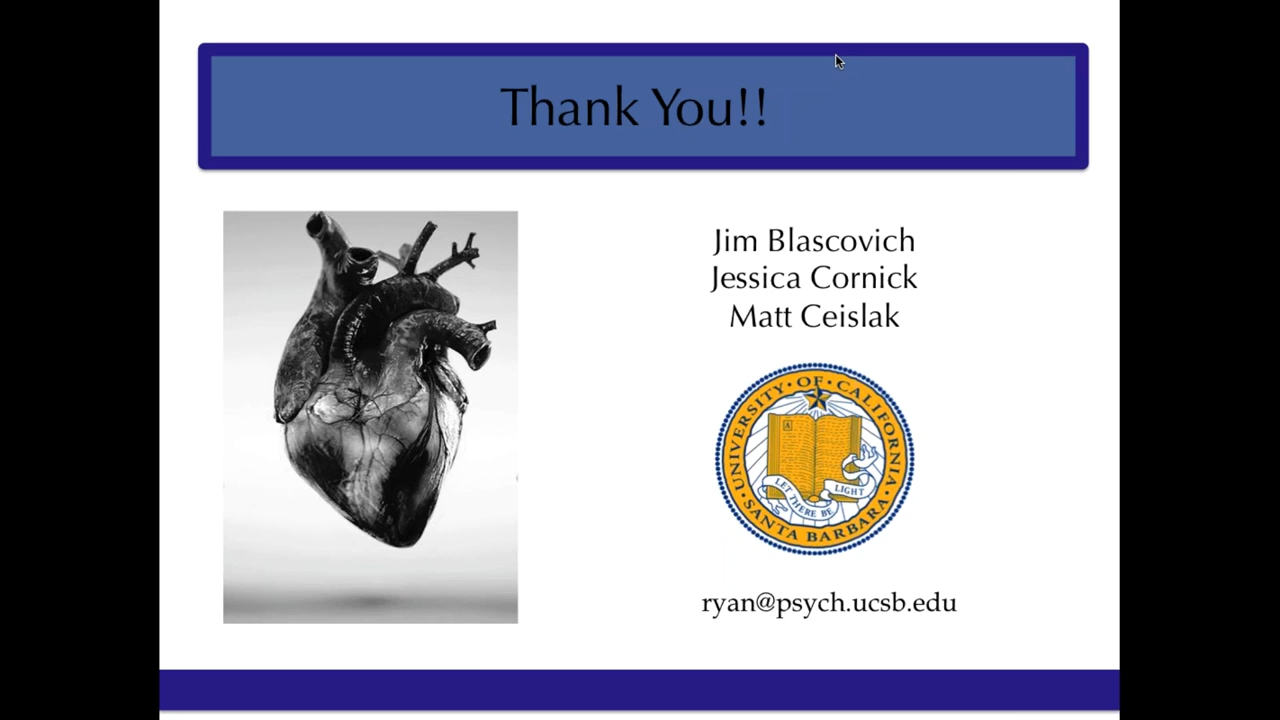 Thank You!!
Jim Blascovich
Jessica Cornick
Matt Ceislak
UNIVERSITY · OF · CALIFORNIA
A
LET THERE BE LIGHT
SANTA BARBARA
ryan@psych.ucsb.edu